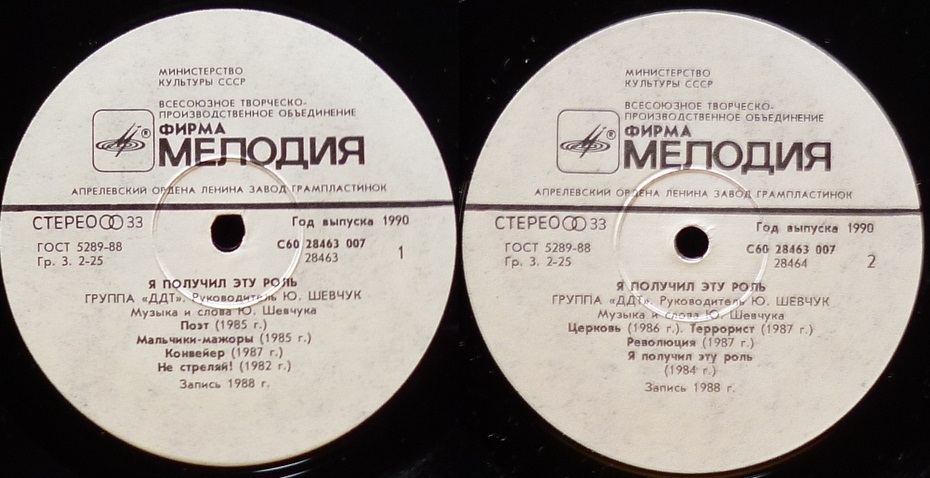 МИНИСТЕРСТВО
КУЛЬТУРЫ СССР
ВСЕСОЮЗНОЕ ТВОРЧЕСКО-
ПРОИЗВОДСТВЕННОЕ ОБЪЕДИНЕНИЕ
®
ФИРМА
МЕЛОДИЯ
АПРЕЛЕВСКИЙ ОРДЕНА ЛЕНИНА ЗАВОД ГРАМПЛАСТИНОК
СТЕРЕО 33
Год выпуска 1990
ГОСТ 5289-88
С60 28463 007
Гр. 3. 2-25
28463
1
Я ПОЛУЧИЛ ЭТУ РОЛЬ
ГРУППА «ДДТ». Руководитель Ю. ШЕВЧУК
Музыка и слова Ю. Шевчука
Поэт (1985 г.)
Мальчики-мажоры (1985 г.)
Конвейер (1987 г.)
Не стреляй! (1982 г.)
Запись 1988 г.
МИНИСТЕРСТВО
КУЛЬТУРЫ СССР
ВСЕСОЮЗНОЕ ТВОРЧЕСКО-
ПРОИЗВОДСТВЕННОЕ ОБЪЕДИНЕНИЕ
®
ФИРМА
МЕЛОДИЯ
АПРЕЛЕВСКИЙ ОРДЕНА ЛЕНИНА ЗАВОД ГРАМПЛАСТИНОК
СТЕРЕО 33
Год выпуска 1990
ГОСТ 5289-88
С60 28463 007
Гр. 3. 2-25
28464
2
Я ПОЛУЧИЛ ЭТУ РОЛЬ
ГРУППА «ДДТ». Руководитель Ю. ШЕВЧУК
Музыка и слова Ю. Шевчука
Церковь (1986 г.). Террорист (1987 г.)
Революция (1987 г.)
Я получил эту роль
(1984 г.)
Запись 1988 г.